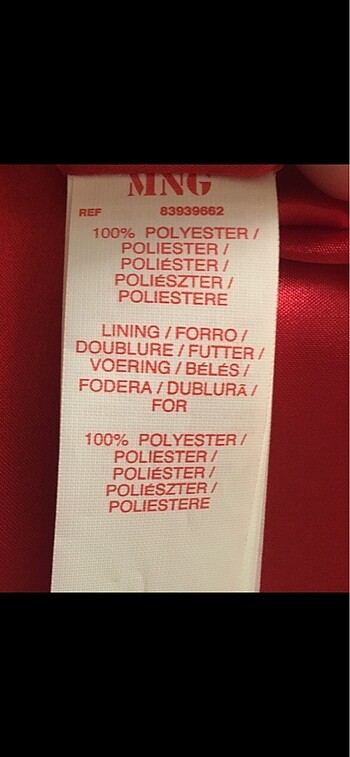 MNG
REF 83939662
100% POLYESTER /
POLIESTER /
POLIÉSTER /
POLIÉSZTER /
POLIESTERE
LINING / FORRO /
DOUBLURE / FUTTER /
VOERING / BÉLÉS /
FODERA / DUBLURĂ /
FOR
100% POLYESTER /
POLIESTER /
POLIÉSTER /
POLIÉSZTER /
POLIESTERE